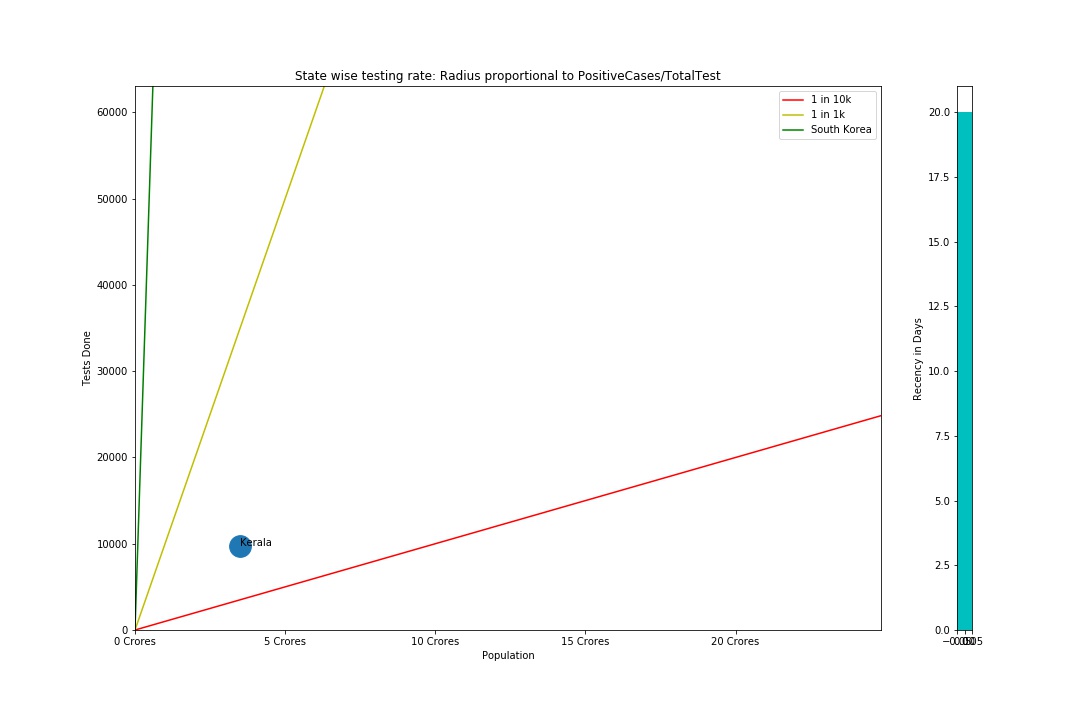 State wise testing rate: Radius proportional to PositiveCases/TotalTest
1 in 10k
1 in 1k
South Korea
60000
50000
40000
30000
20000
10000
0
Tests Done
Kerala
0 Crores
5 Crores
10 Crores
15 Crores
20 Crores
Population
20.0
17.5
15.0
12.5
10.0
7.5
5.0
2.5
0.0
Recency in Days